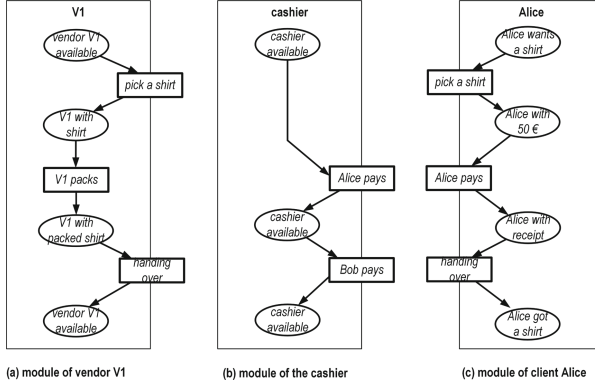 V1
vendor V1
available
pick a shirt
V1 with
shirt
V1 packs
V1 with
packed shirt
handing
over
vendor V1
available
(a) module of vendor V1
cashier
cashier
available
Alice pays
cashier
available
Bob pays
cashier
available
(b) module of the cashier
Alice
Alice wants
a shirt
pick a shirt
Alice with
50 €
Alice pays
Alice with
receipt
handing
over
Alice got
a shirt
(c) module of client Alice